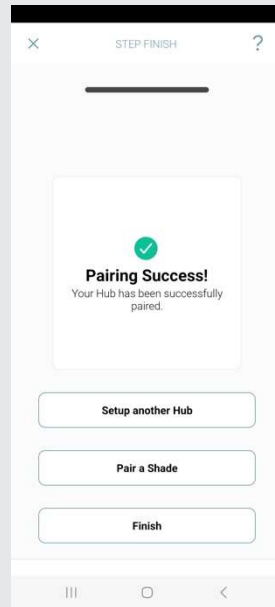 STEP FINISH ?
Pairing Success!
Your Hub has been successfully
paired.
Setup another Hub
Pair a Shade
Finish